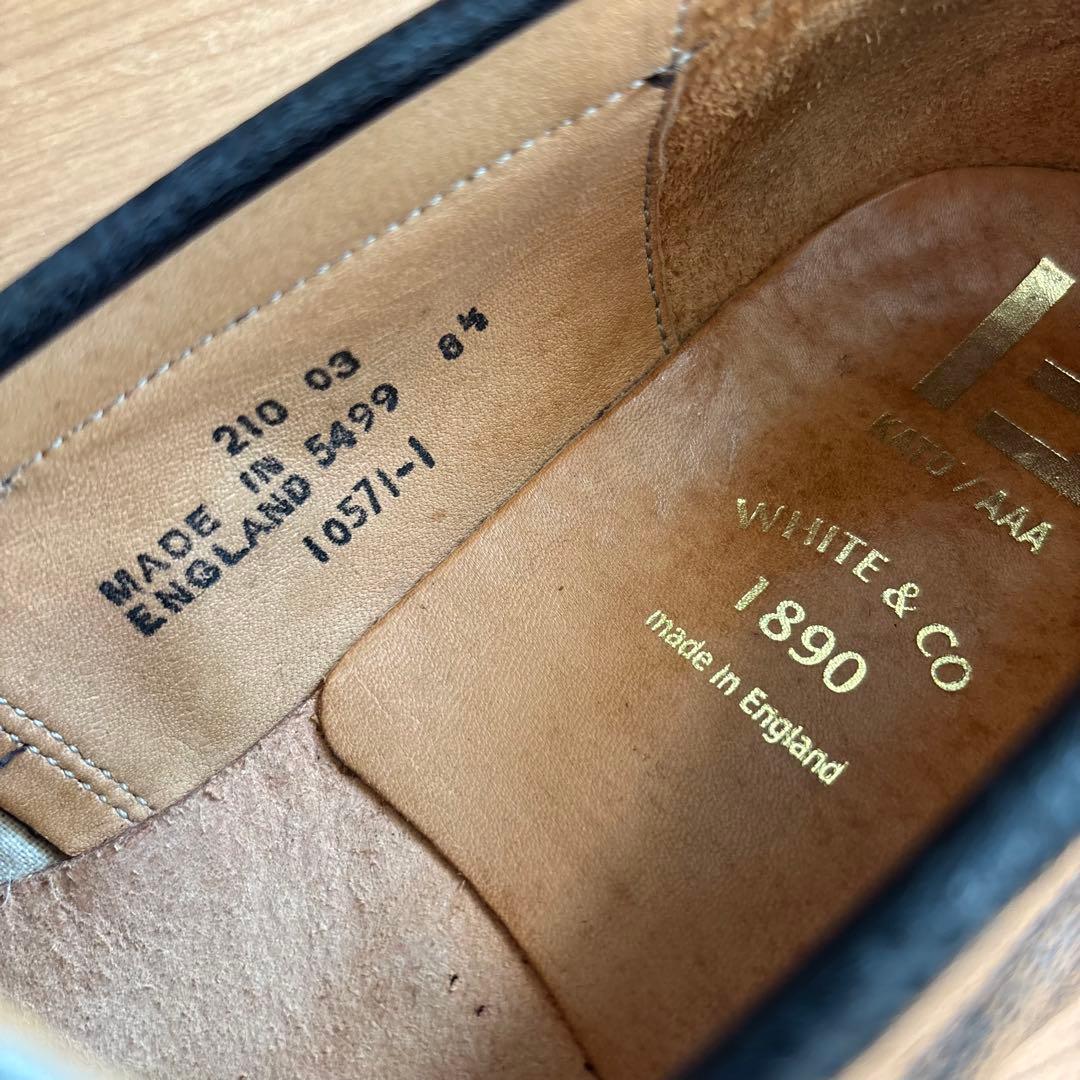 210 03
MADE IN 5499 8½
ENGLAND
10571-1
KATO / AAA
WHITE & CO
1890
made in England